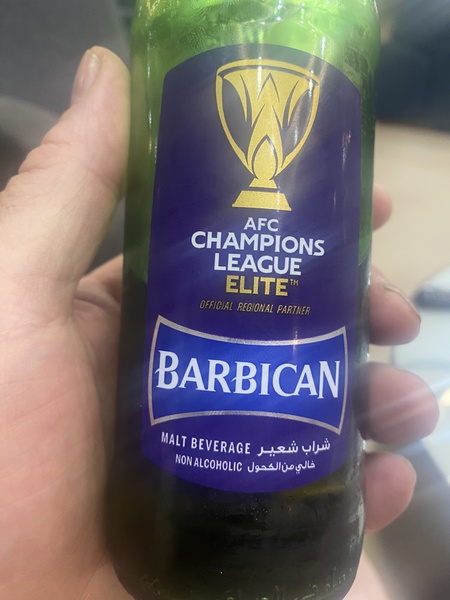 AFC
CHAMPIONS
LEAGUE
ELITE™
OFFICIAL REGIONAL PARTNER
BARBICAN
MALT BEVERAGE شراب شعير
NON ALCOHOLIC خالي من الكحول